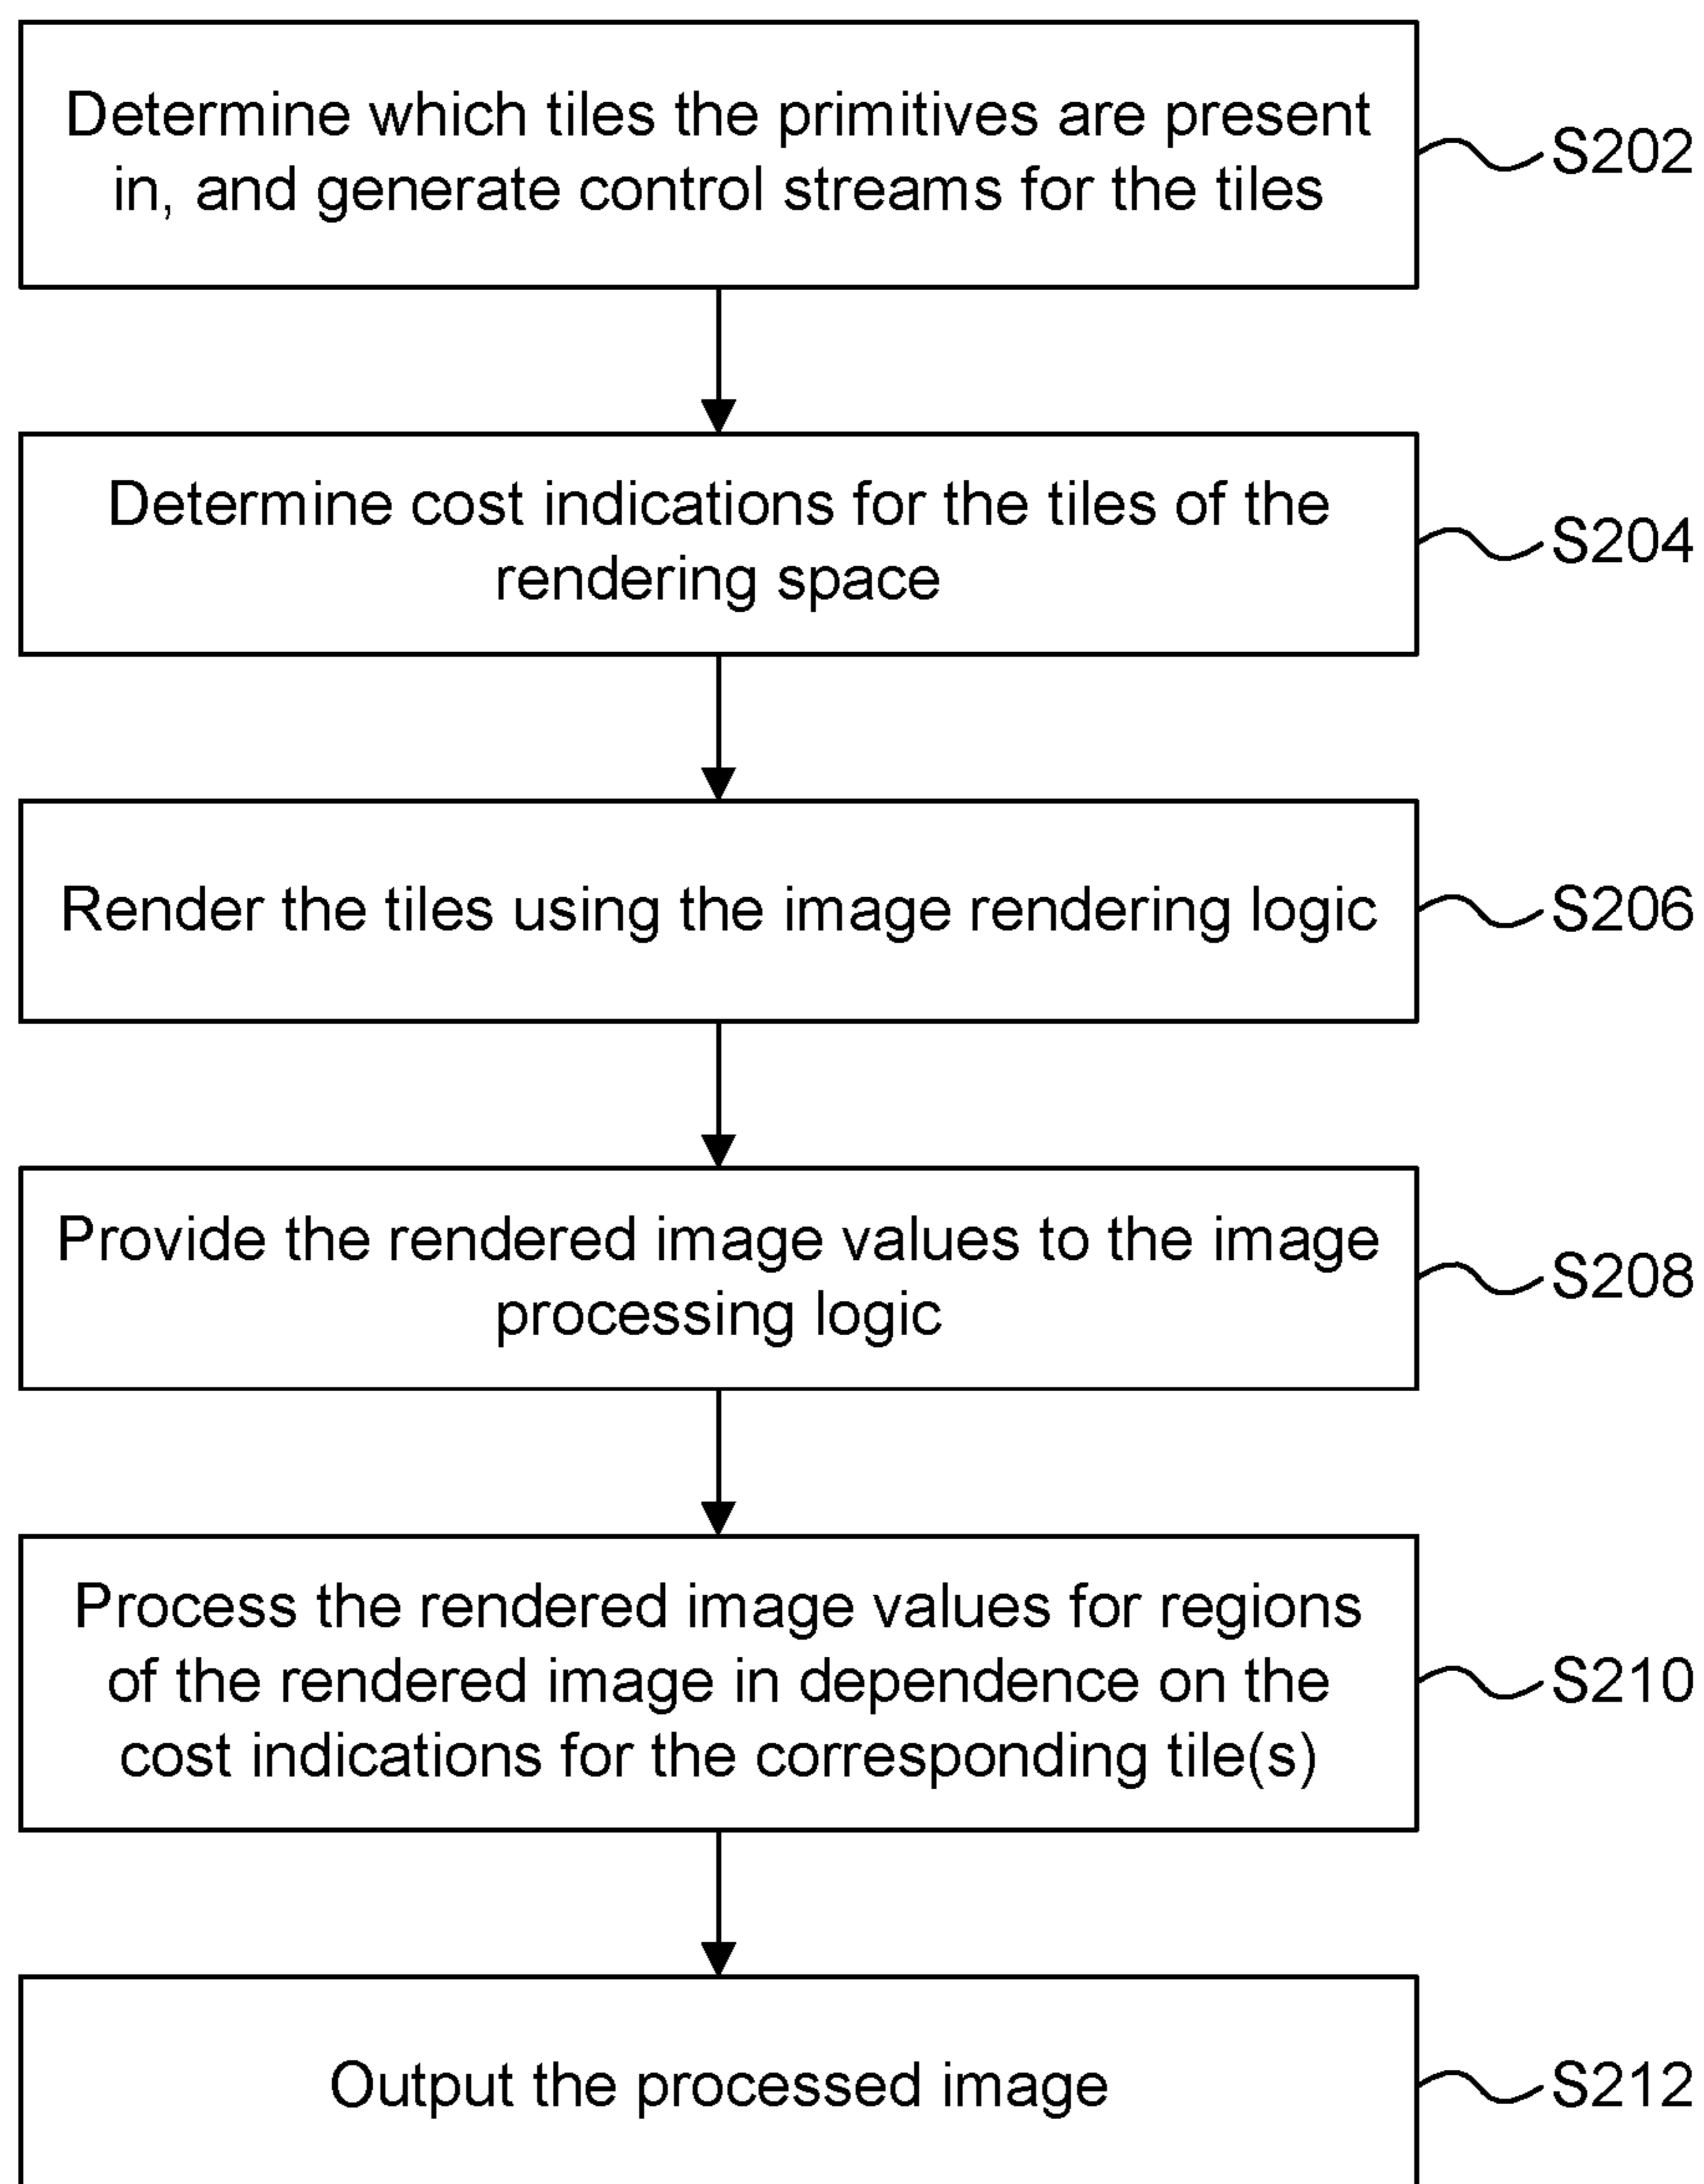 Determine which tiles the primitives are present
in, and generate control streams for the tiles
S202
Determine cost indications for the tiles of the
rendering space
S204
Render the tiles using the image rendering logic
S206
Provide the rendered image values to the image
processing logic
S208
Process the rendered image values for regions
of the rendered image in dependence on the
cost indications for the corresponding tile(s)
S210
Output the processed image
S212